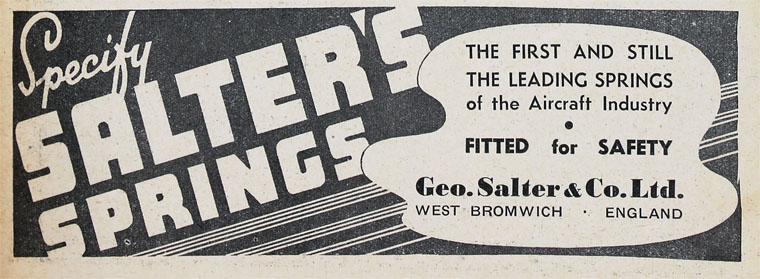 Specify
SALTER'S
SPRINGS
THE FIRST AND STILL
THE LEADING SPRINGS
of the Aircraft Industry
•
FITTED for SAFETY
Geo. Salter & Co. Ltd.
WEST BROMWICH · ENGLAND